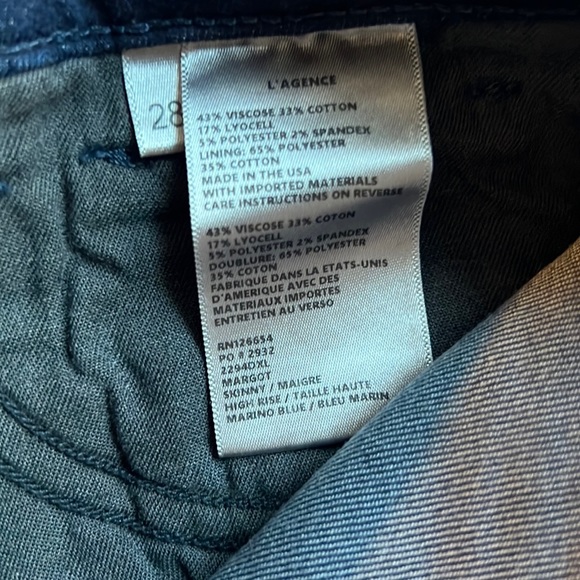 28
L'AGENCE
43% VISCOSE 33% COTTON
17% LYOCELL
5% POLYESTER 2% SPANDEX
LINING: 65% POLYESTER
35% COTTON
MADE IN THE USA
WITH IMPORTED MATERIALS
CARE INSTRUCTIONS ON REVERSE
43% VISCOSE 33% COTON
17% LYOCELL
5% POLYESTER 2% SPANDEX
DOUBLURE: 65% POLYESTER
35% COTON
FABRIQUE DANS LA ETATS-UNIS
D'AMERIQUE AVEC DES
MATERIAUX IMPORTES
ENTRETIEN AU VERSO
RN126654
PO # 2932
2294DXL
MARGOT
SKINNY / MAIGRE
HIGH RISE / TAILLE HAUTE
MARINO BLUE / BLEU MARIN